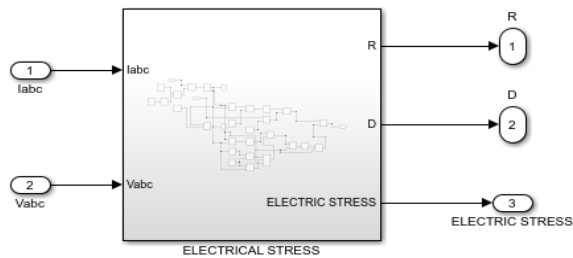 R
1
1
Iabc
Iabc
R
D
D
2
2
Vabc
Vabc
ELECTRIC STRESS
3
ELECTRIC STRESS
ELECTRICAL STRESS